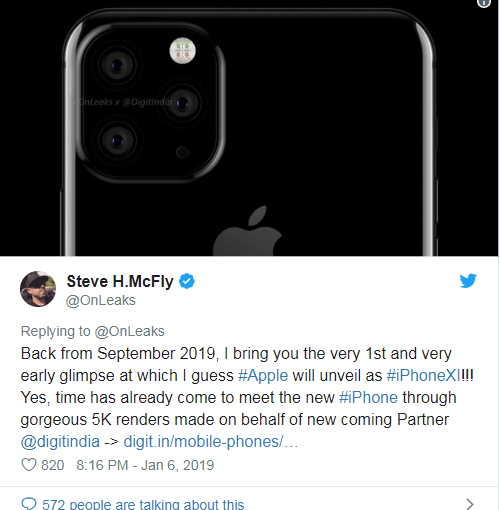 OnLeaks x @DigitIndia
Steve H.McFly
@OnLeaks
Replying to @OnLeaks
Back from September 2019, I bring you the very 1st and very
early glimpse at which I guess #Apple will unveil as #iPhoneXI!!!
Yes, time has already come to meet the new #iPhone through
gorgeous 5K renders made on behalf of new coming Partner
@digitindia -> digit.in/mobile-phones/…
820 8:16 PM - Jan 6, 2019
572 people are talking about this